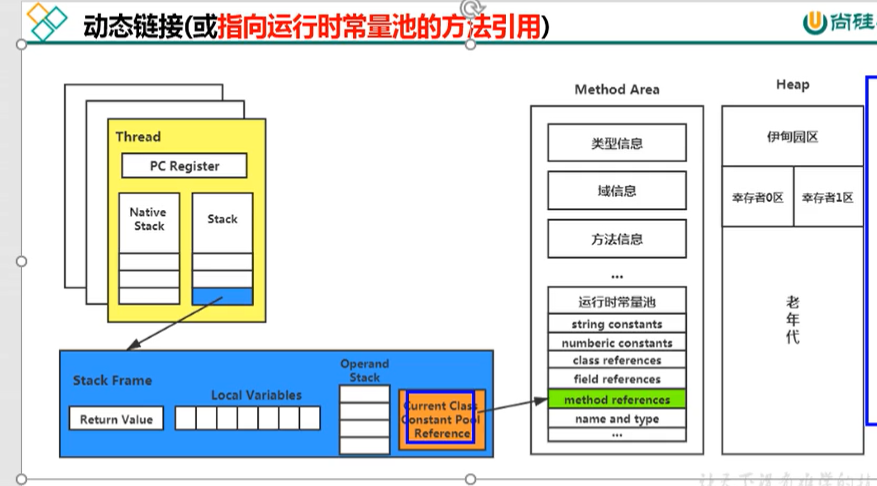 动态链接(或指向运行时常量池的方法引用)
尚硅
Thread
PC Register
Native
Stack
Stack
Stack Frame
Return Value
Local Variables
Operand
Stack
Current Class
Constant Pool
Reference
Method Area
类型信息
域信息
方法信息
...
运行时常量池
string constants
numberic constants
class references
field references
method references
name and type
...
Heap
伊甸园区
幸存者0区
幸存者1区
老
年
代